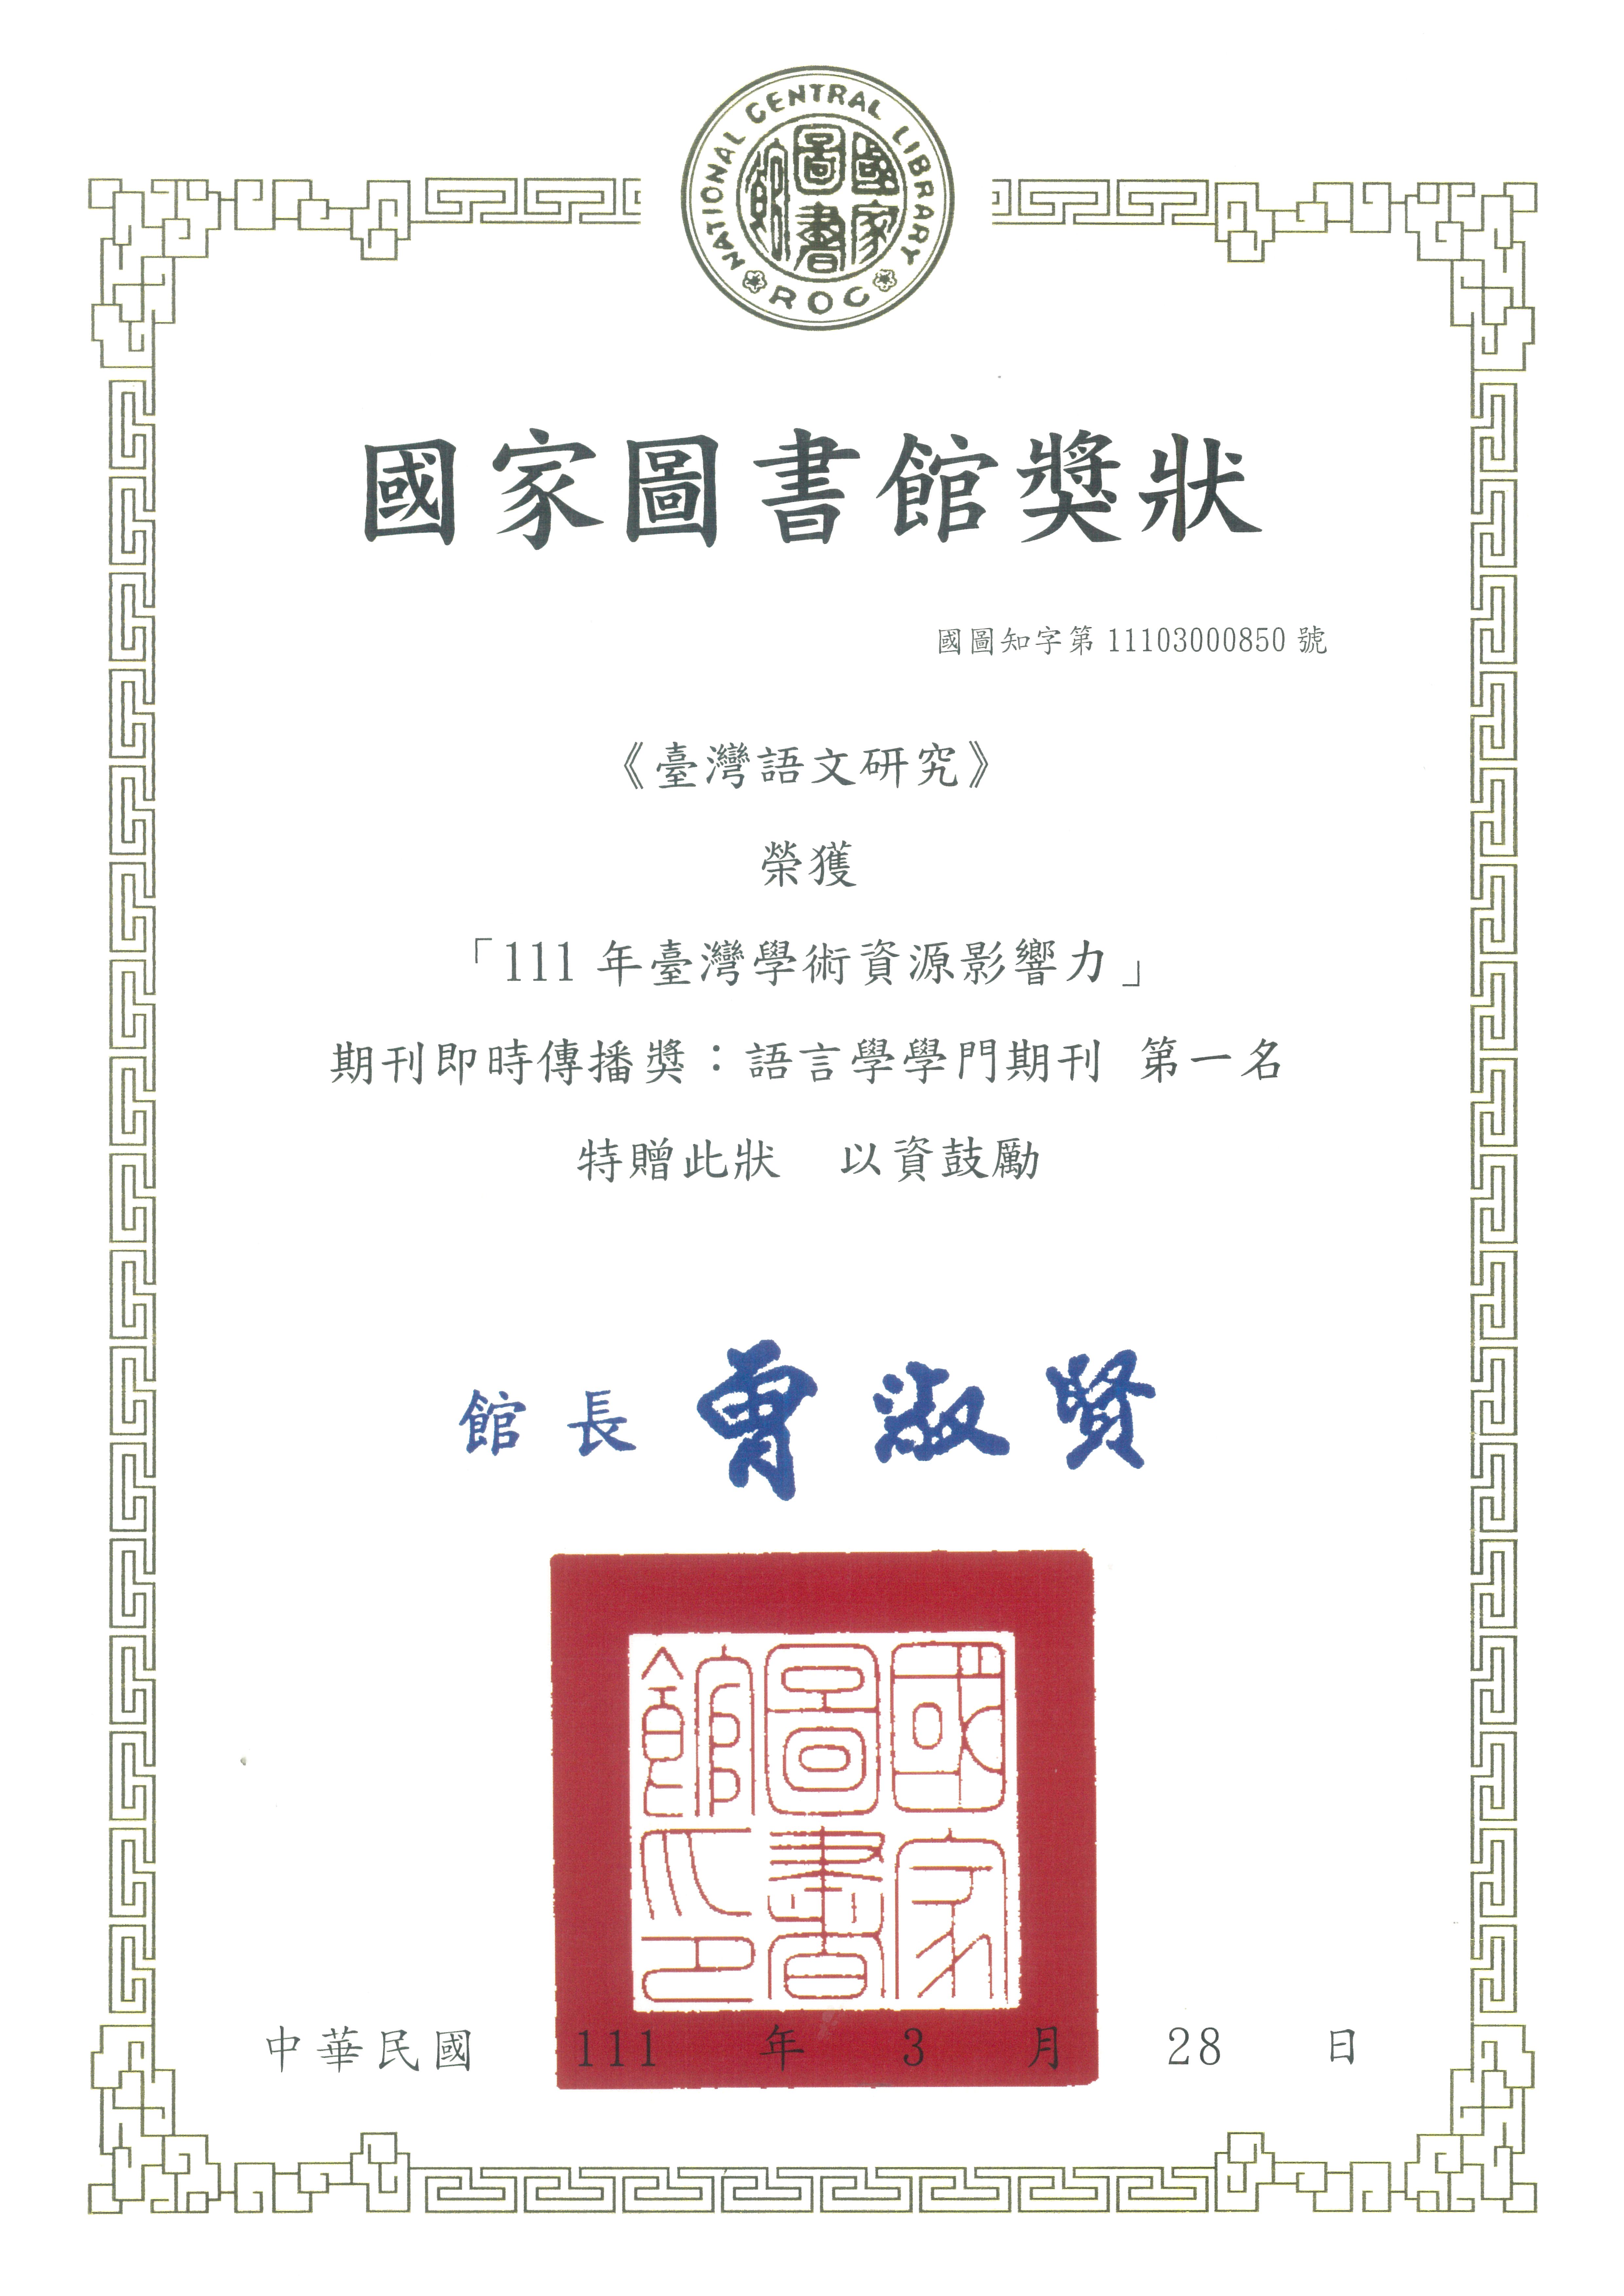 NATIONAL CENTRAL LIBRARY
ROC
國家圖書館
國家圖書館獎狀
國圖知字第 11103000850 號
《臺灣語文研究》
榮獲
「111 年臺灣學術資源影響力」
期刊即時傳播獎：語言學學門期刊 第一名
特贈此狀 以資鼓勵
館長 曾淑賢
國家圖書館印
中華民國 111 年 3 月 28 日